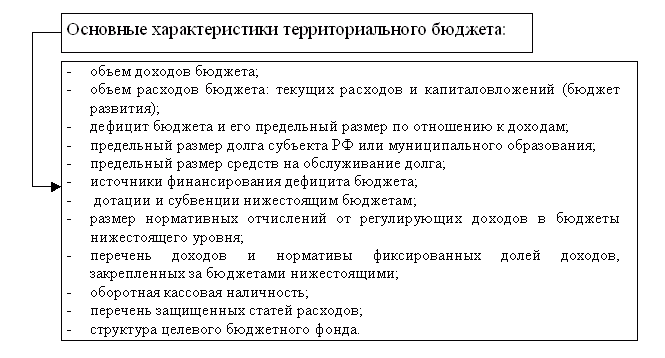 Основные характеристики территориального бюджета:
- объем доходов бюджета;
- объем расходов бюджета: текущих расходов и капиталовложений (бюджет
развития);
- дефицит бюджета и его предельный размер по отношению к доходам;
- предельный размер долга субъекта РФ или муниципального образования;
- предельный размер средств на обслуживание долга;
- источники финансирования дефицита бюджета;
- дотации и субвенции нижестоящим бюджетам;
- размер нормативных отчислений от регулирующих доходов в бюджеты
нижестоящего уровня;
- перечень доходов и нормативы фиксированных долей доходов,
закрепленных за бюджетами нижестоящими;
- оборотная кассовая наличность;
- перечень защищенных статей расходов;
- структура целевого бюджетного фонда.